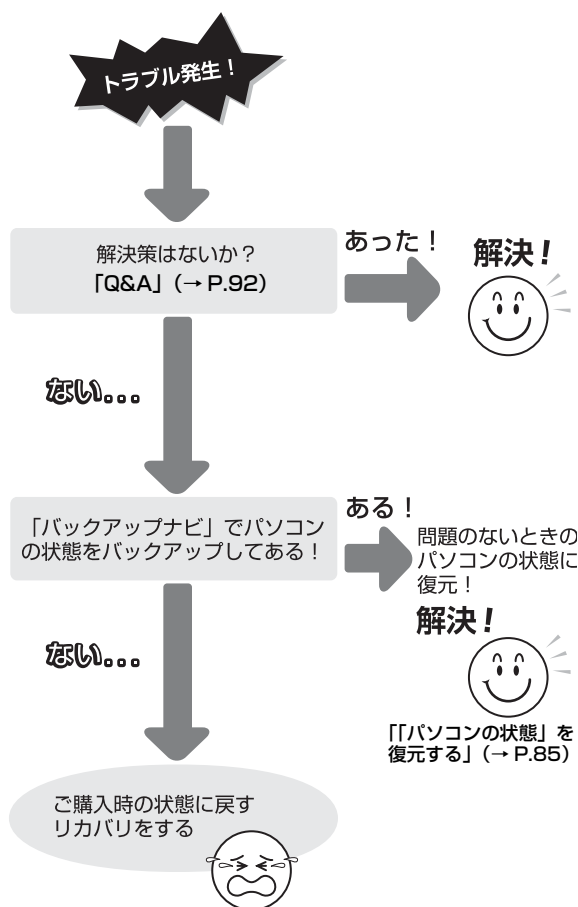 トラブル発生！
解決策はないか？
「Q&A」（→ P.92）
あった！
解決！
ない...
「バックアップナビ」でパソコン
の状態をバックアップしてある！
ある！
問題のないときの
パソコンの状態に
復元！
解決！
「「パソコンの状態」を
復元する」（→ P.85）
ない...
ご購入時の状態に戻す
リカバリをする